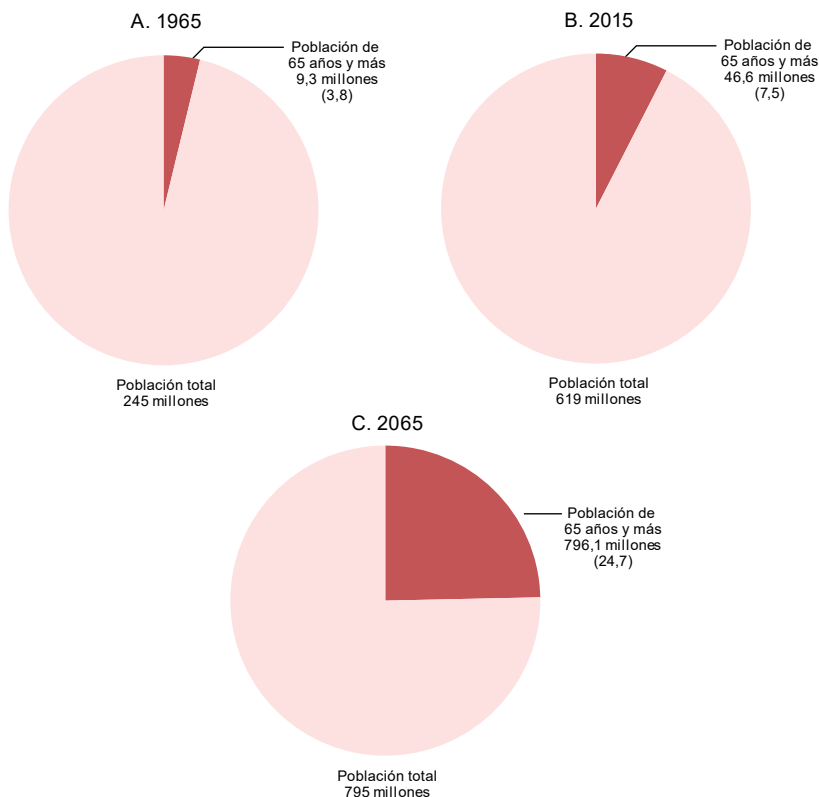 A. 1965
Población de
65 años y más
9,3 millones
(3,8)
Población total
245 millones
B. 2015
Población de
65 años y más
46,6 millones
(7,5)
Población total
619 millones
C. 2065
Población de
65 años y más
796,1 millones
(24,7)
Población total
795 millones